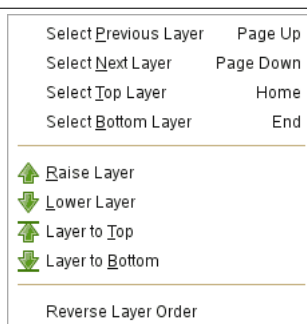 Select Previous Layer Page Up
Select Next Layer Page Down
Select Top Layer Home
Select Bottom Layer End
Raise Layer
Lower Layer
Layer to Top
Layer to Bottom
Reverse Layer Order